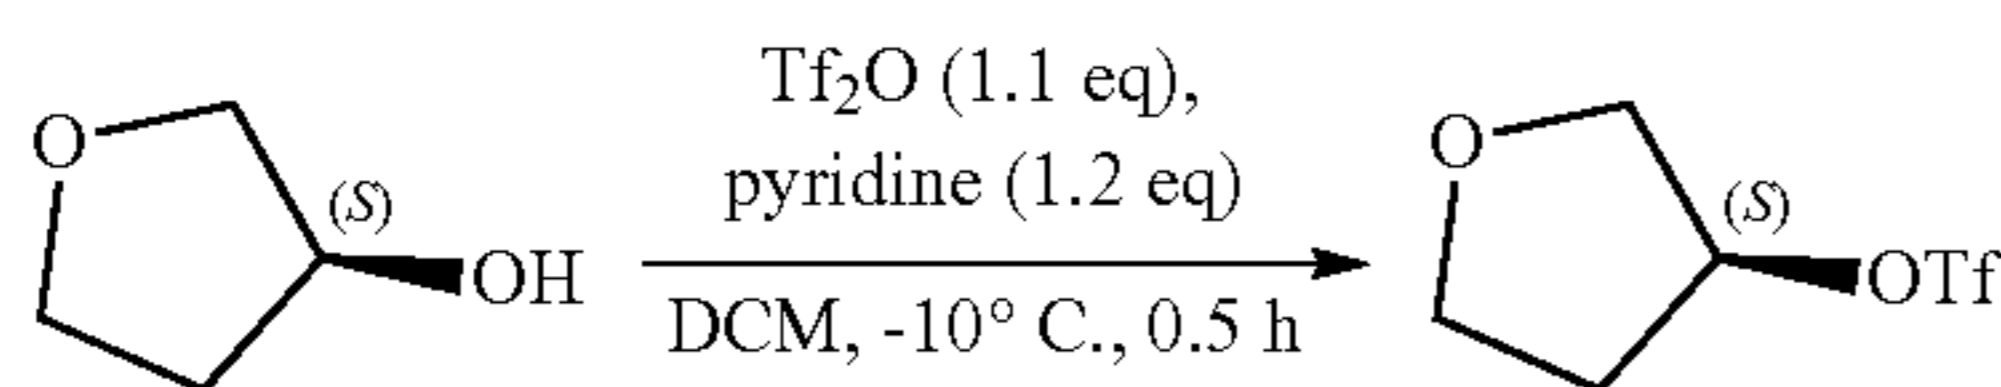 Tf₂O (1.1 eq),
pyridine (1.2 eq)
DCM, -10° C., 0.5 h
O
(S)
OH
O
(S)
OTf